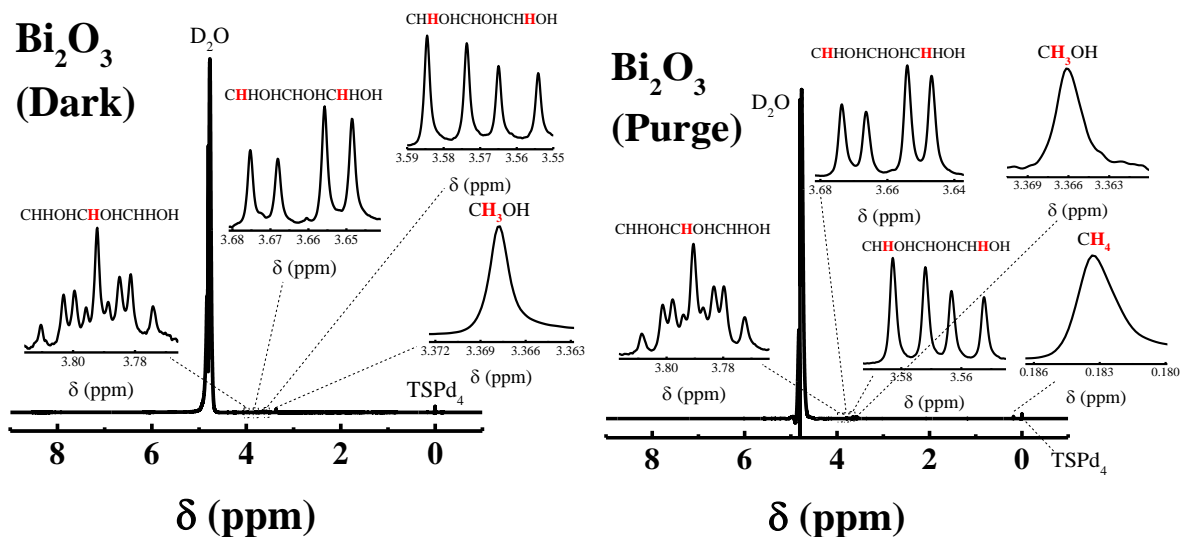 Bi₂O₃
(Dark)
D₂O
CHHOHCHOHCHHOH
3.59 3.58 3.57 3.56 3.55
δ (ppm)
CHHOHCHOHCHHOH
3.68 3.67 3.66 3.65
δ (ppm)
CHHOHCHOHCHHOH
3.80 3.78
δ (ppm)
CH₃OH
3.372 3.369 3.366 3.363
δ (ppm)
TSPd₄
8 6 4 2 0
δ (ppm)
Bi₂O₃
(Purge)
D₂O
CHHOHCHOHCHHOH
3.68 3.66 3.64
δ (ppm)
CH₃OH
3.369 3.366 3.363
δ (ppm)
CHHOHCHOHCHHOH
3.80 3.78
δ (ppm)
CHHOHCHOHCHHOH
3.58 3.56
δ (ppm)
CH₄
0.186 0.183 0.180
δ (ppm)
8 6 4 2 0
TSPd₄
δ (ppm)